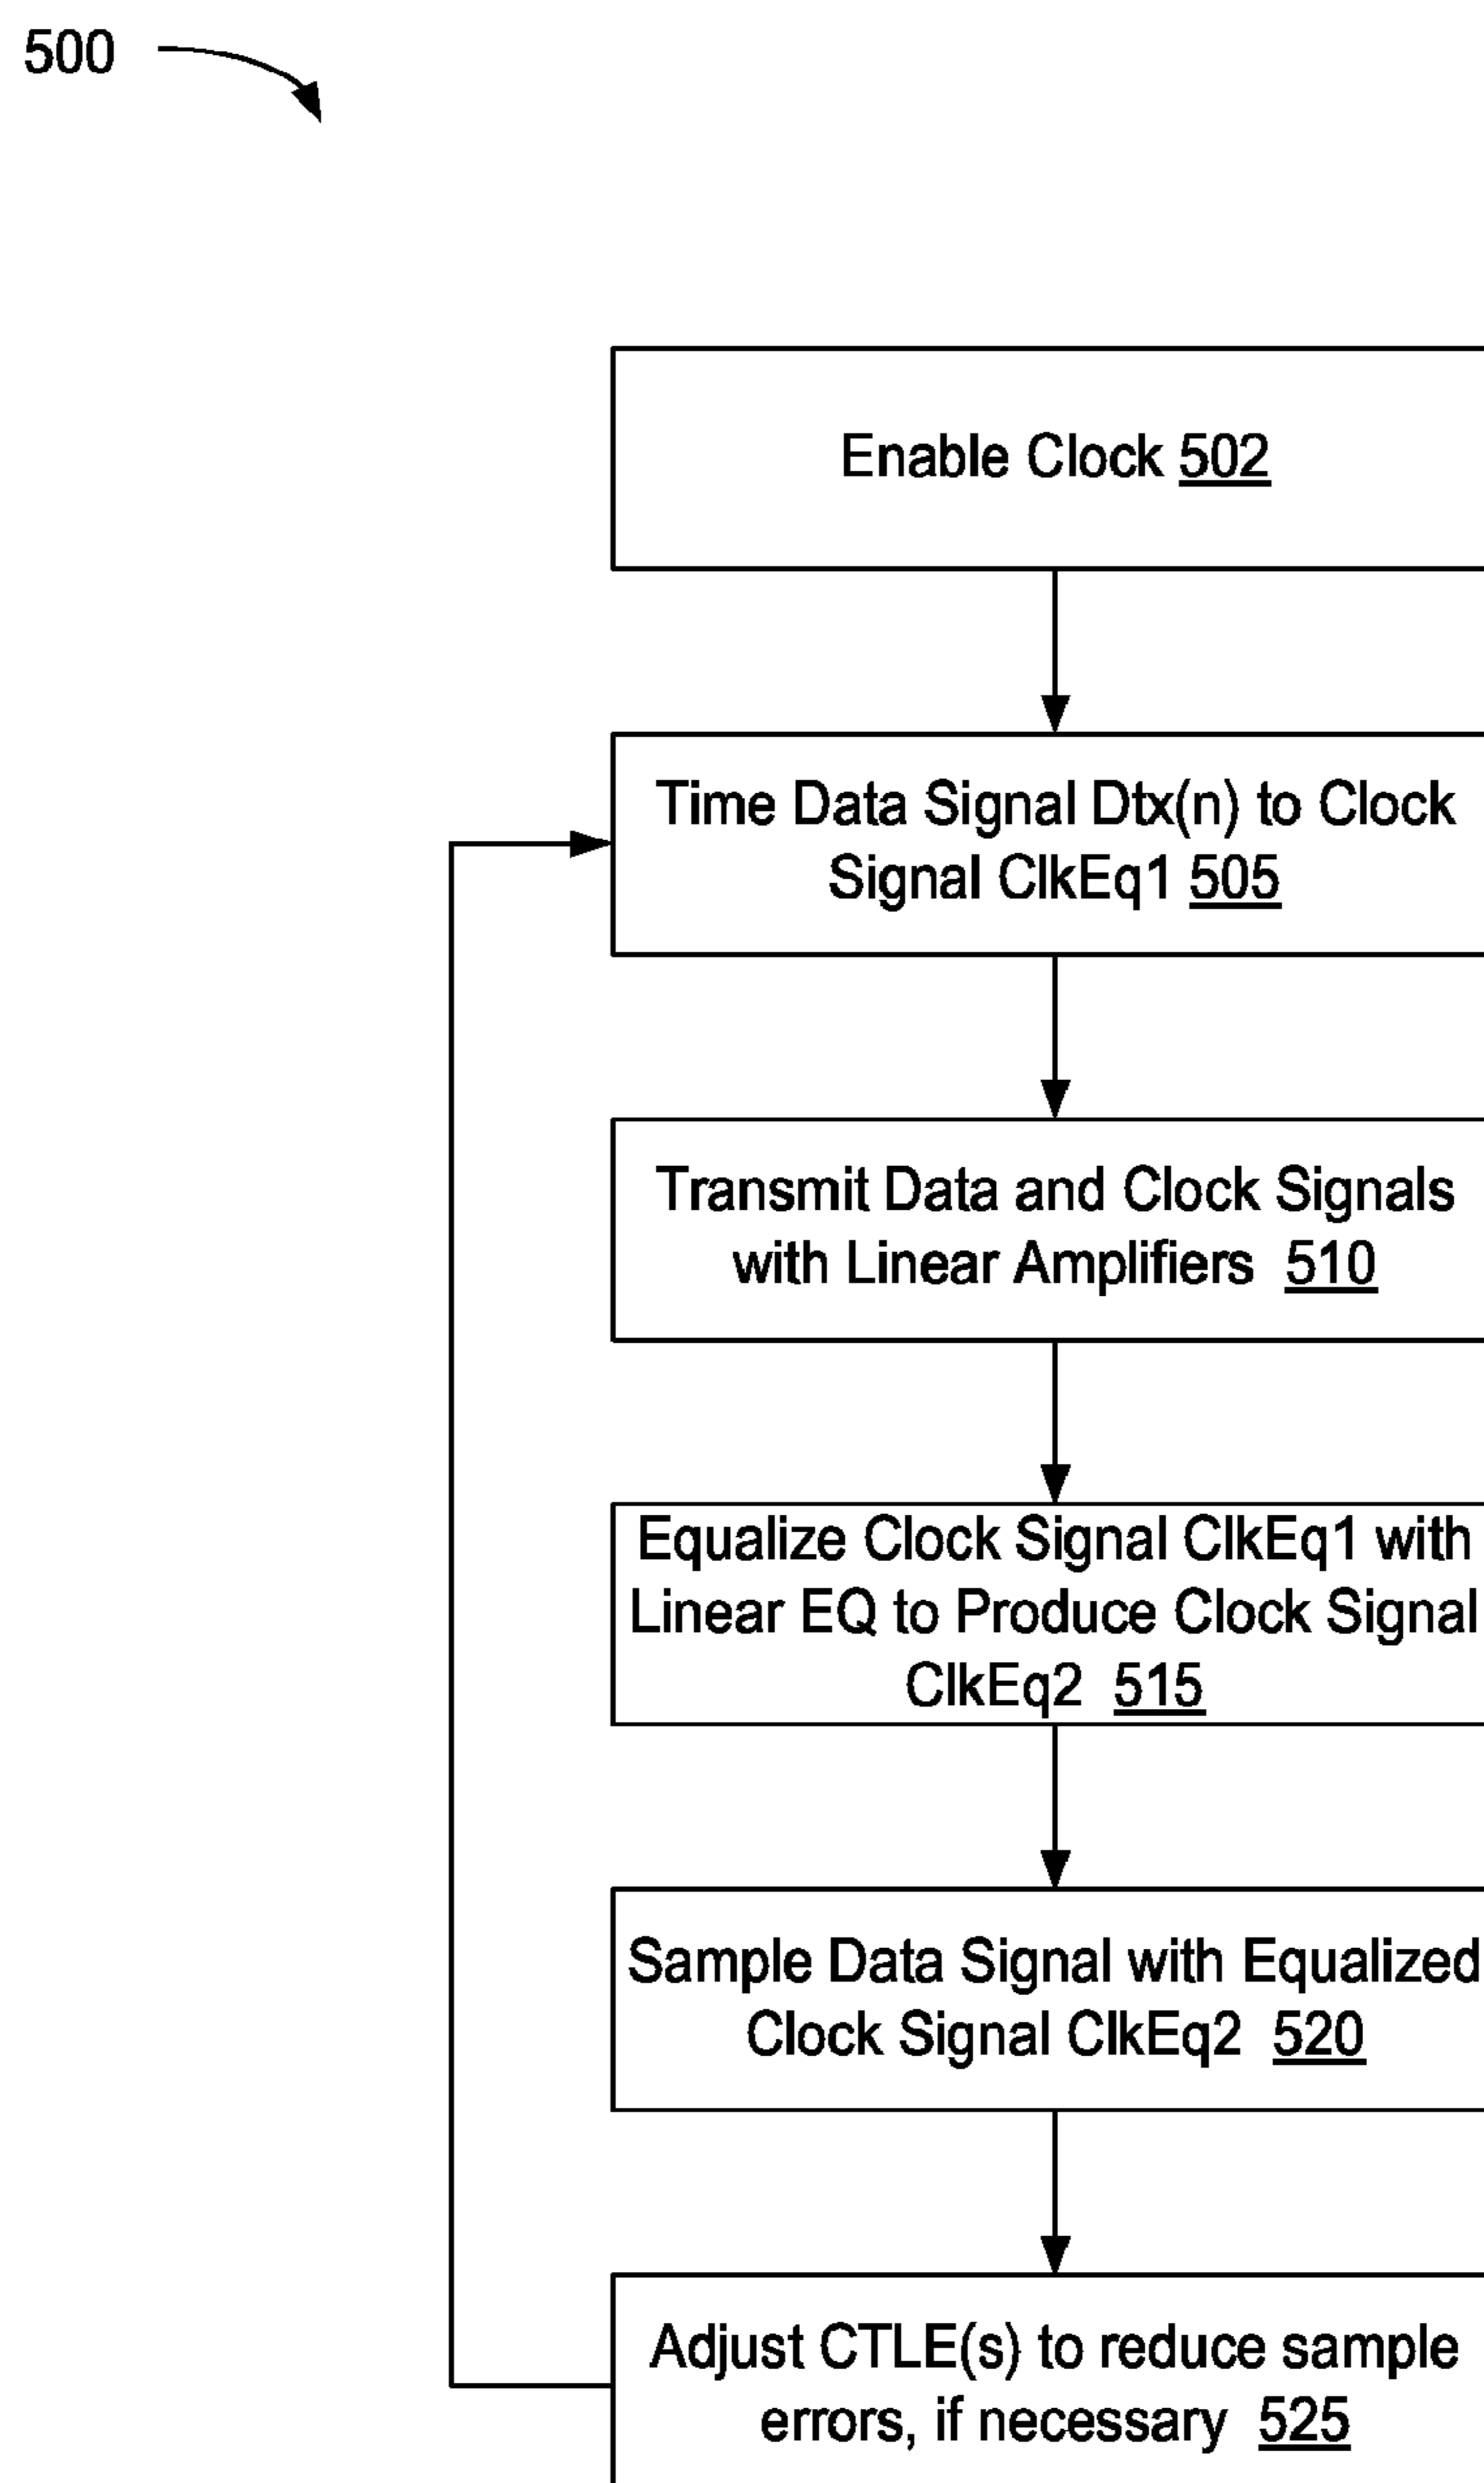 500
Enable Clock 502
Time Data Signal Dtx(n) to Clock
Signal ClkEq1 505
Transmit Data and Clock Signals
with Linear Amplifiers 510
Equalize Clock Signal ClkEq1 with
Linear EQ to Produce Clock Signal
ClkEq2 515
Sample Data Signal with Equalized
Clock Signal ClkEq2 520
Adjust CTLE(s) to reduce sample
errors, if necessary 525